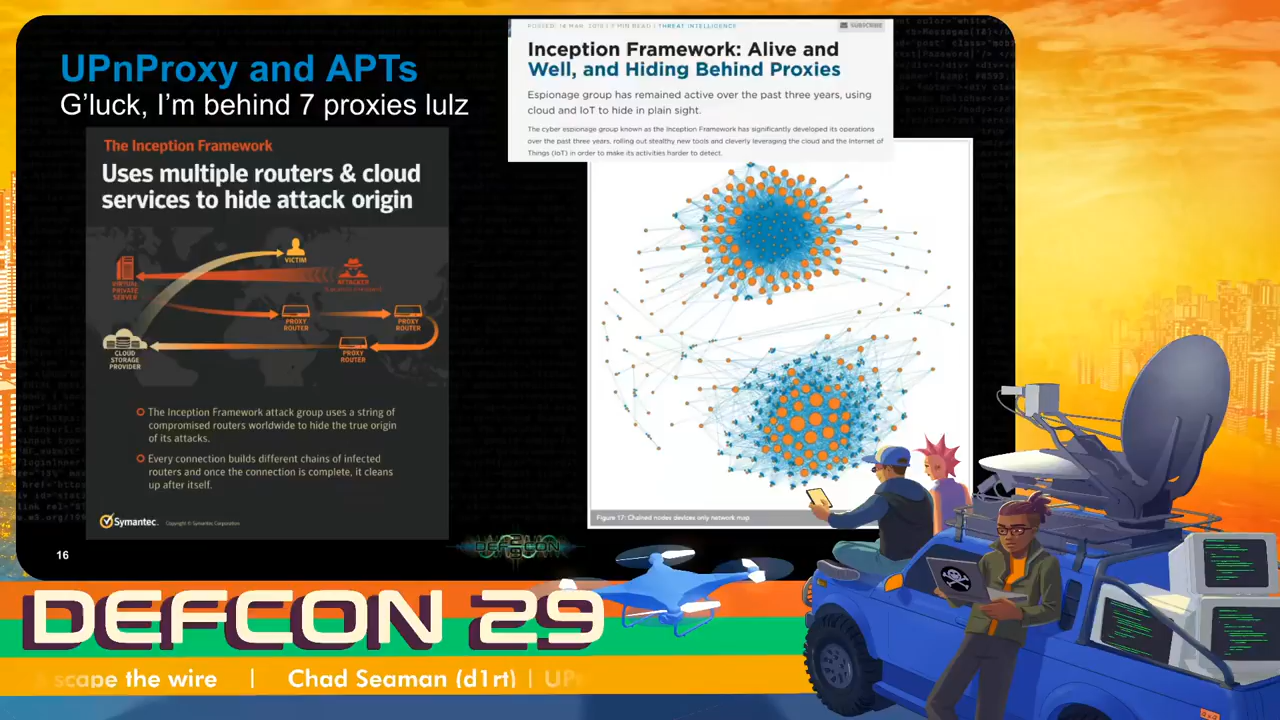 UPnProxy and APTs
G'luck, I'm behind 7 proxies lulz
The Inception Framework
Uses multiple routers & cloud
services to hide attack origin
VICTIM
VIRTUAL
PRIVATE
SERVER
ATTACKER
PROXY
ROUTER
PROXY
ROUTER
PROXY
ROUTER
CLOUD
STORAGE
PROVIDER
The Inception Framework attack group uses a string of
compromised routers worldwide to hide the true origin
of its attacks.
Every connection builds different chains of infected
routers and once the connection is complete, it cleans
up after itself.
Symantec.
Copyright © Symantec Corporation
16
THREAT INTELLIGENCE
SUBSCRIBE
Inception Framework: Alive and
Well, and Hiding Behind Proxies
Espionage group has remained active over the past three years, using
cloud and IoT to hide in plain sight.
The cyber espionage group known as the Inception Framework has significantly developed its operations
over the past three years, rolling out stealthy new tools and cleverly leveraging the cloud and the Internet of
Things (IoT) in order to make its activities harder to detect.
Figure 17: Chained nodes devices only network map
DEFCON
DEFCON 29
scape the wire | Chad Seaman (d1rt) | UPn